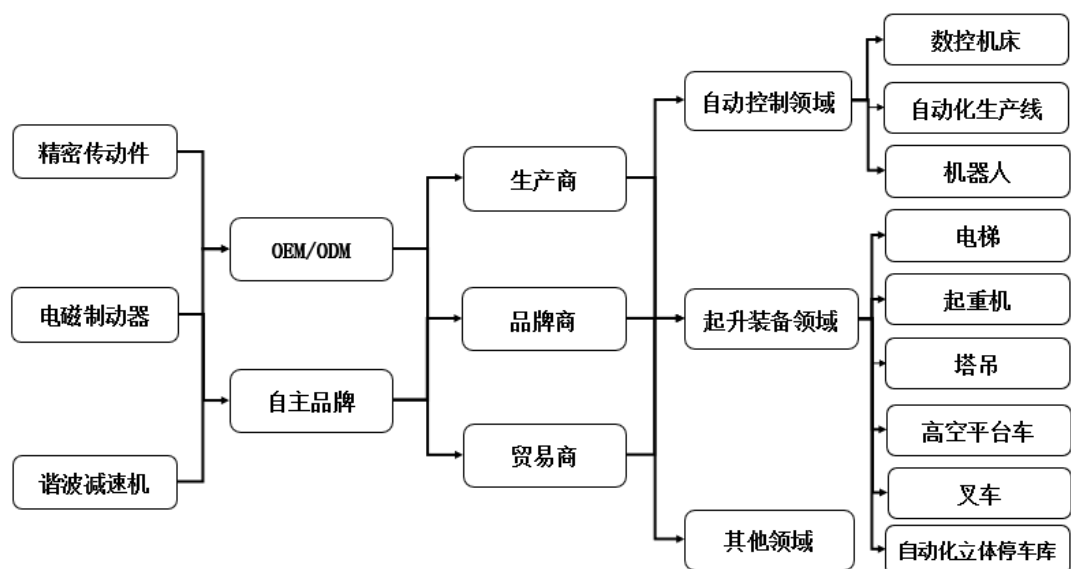 精密传动件
电磁制动器
谐波减速机
OEM/ODM
自主品牌
生产商
品牌商
贸易商
自动控制领域
起升装备领域
其他领域
数控机床
自动化生产线
机器人
电梯
起重机
塔吊
高空平台车
叉车
自动化立体停车库